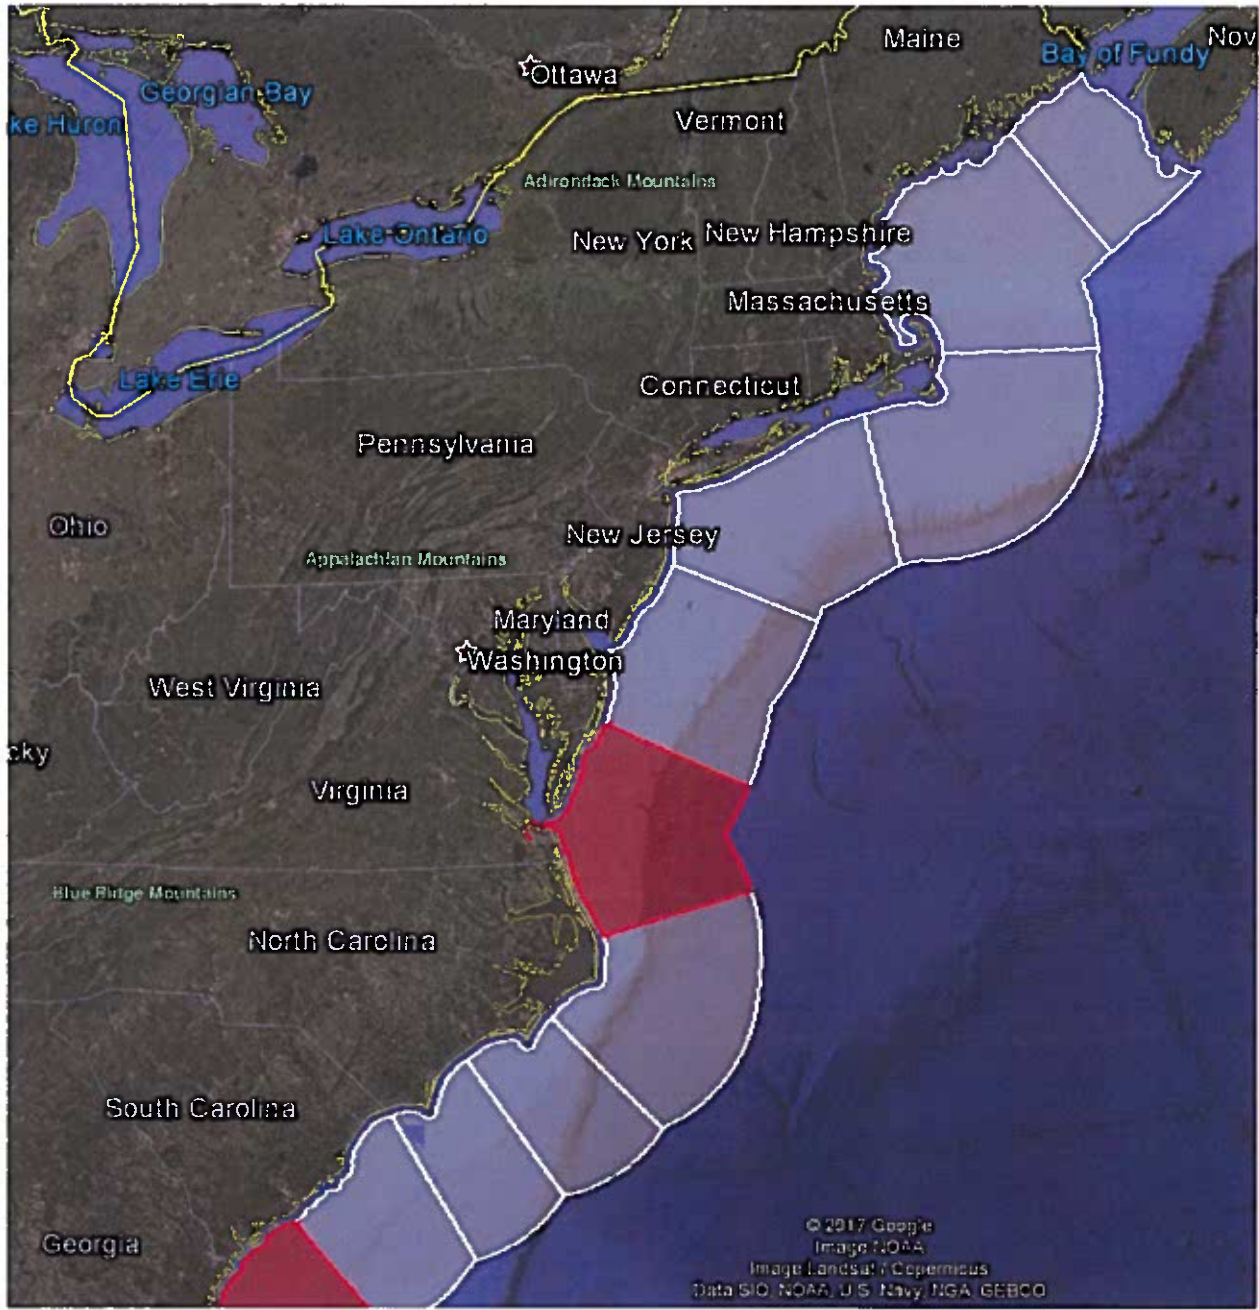 Maine
Nov
Bay of Fundy
Ottawa
Georgian Bay
ke Huron
Vermont
Adirondack Mountains
Lake Ontario
New York
New Hampshire
Massachusetts
Lake Erie
Connecticut
Pennsylvania
Ohio
New Jersey
Appalachian Mountains
Maryland
Washington
West Virginia
cky
Virginia
Blue Ridge Mountains
North Carolina
South Carolina
Georgia
© 2017 Google
Image NOAA
Image Landsat / Copernicus
Data SIO, NOAA, U.S. Navy, NGA, GEBCO